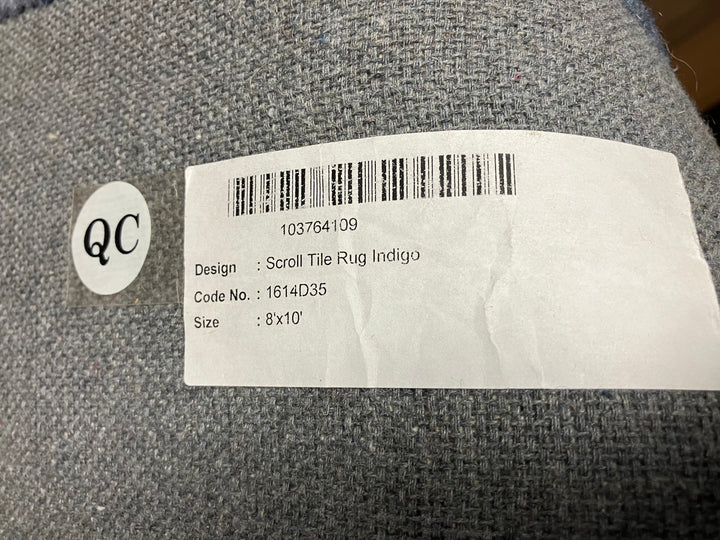 QC
103764109
Design : Scroll Tile Rug Indigo
Code No. : 1614D35
Size : 8'x10'